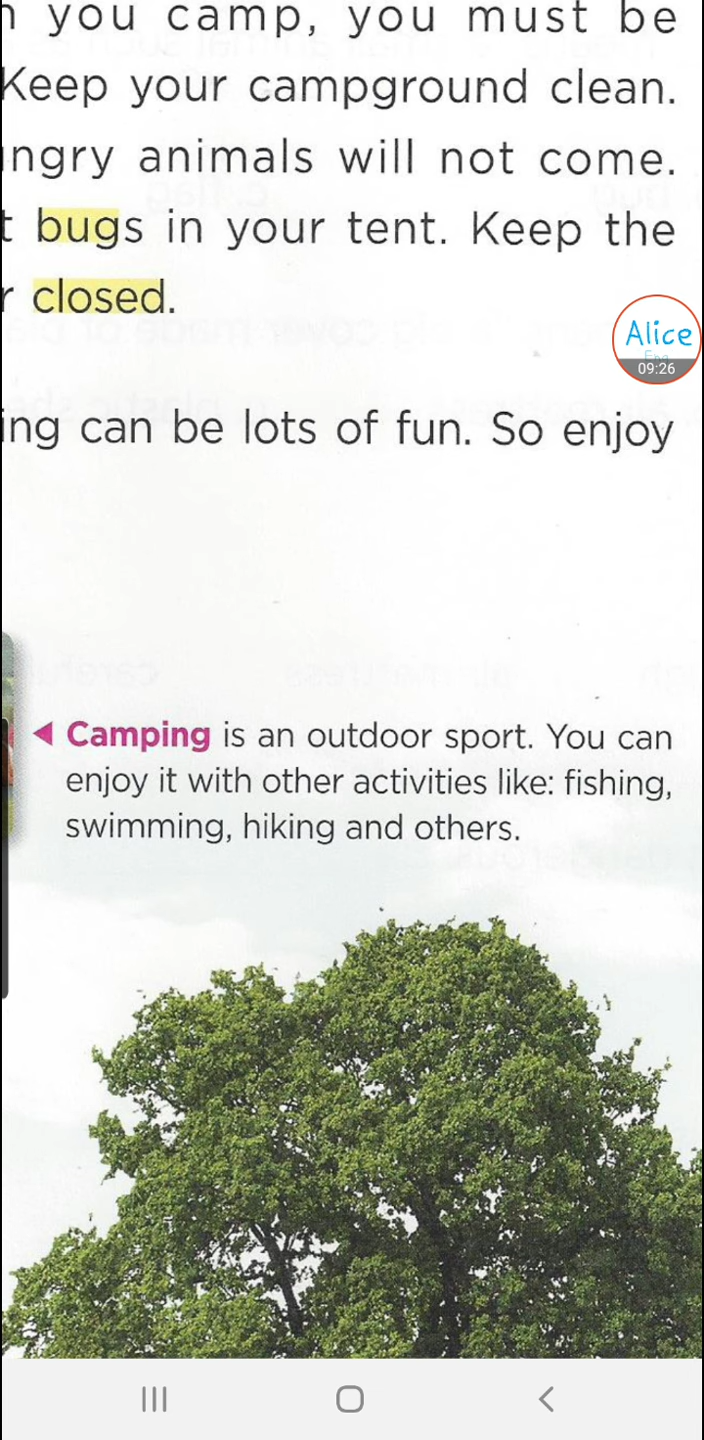 you camp, you must be
Keep your campground clean.
animals will not come.
bugs in your tent. Keep the
closed.
Alice
09:26
can be lots of fun. So enjoy
Camping is an outdoor sport. You can
enjoy it with other activities like: fishing,
swimming, hiking and others.